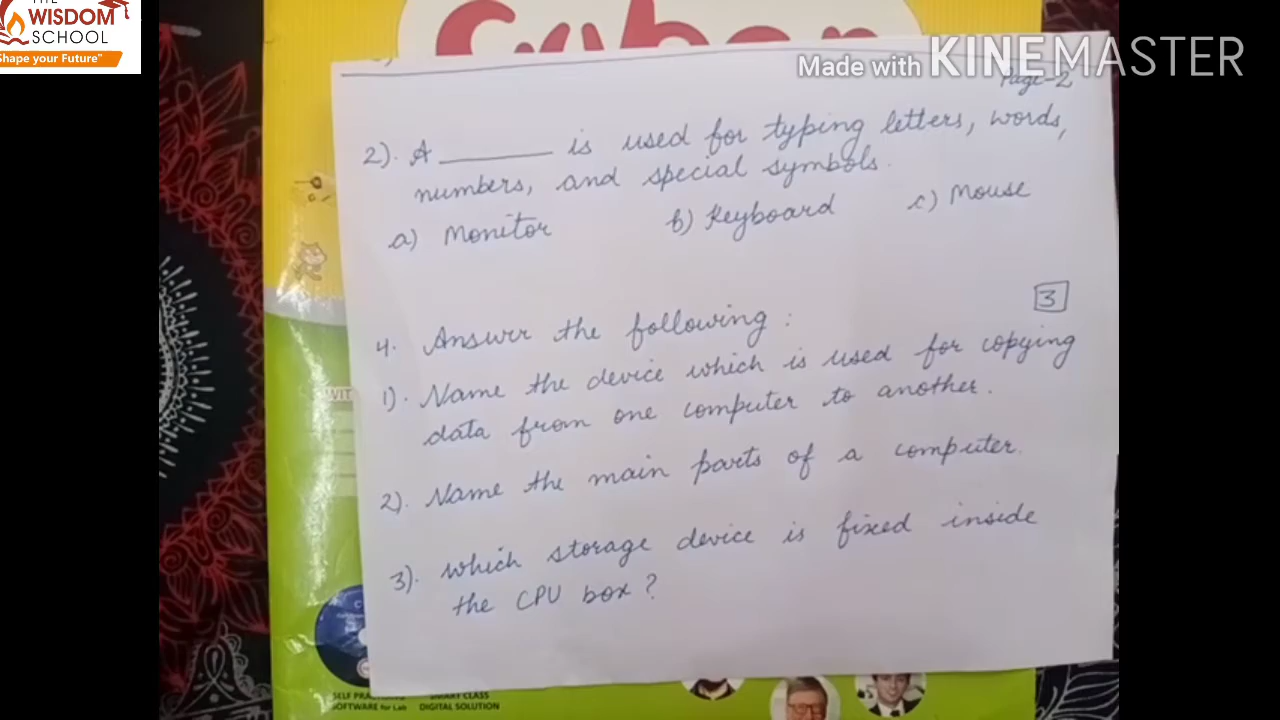 THE
WISDOM
SCHOOL
Shape your Future"
Cyber
Made with KINEMASTER
Page-2
2). A ______ is used for typing letters, words,
numbers, and special symbols.
a) Monitor b) Keyboard c) Mouse
3
4. Answer the following:
1). Name the device which is used for copying
data from one computer to another.
2). Name the main parts of a computer.
3). which storage device is fixed inside
the CPU box?
WIT
SOFTWARE for Lab
SMART CLASS
DIGITAL SOLUTION